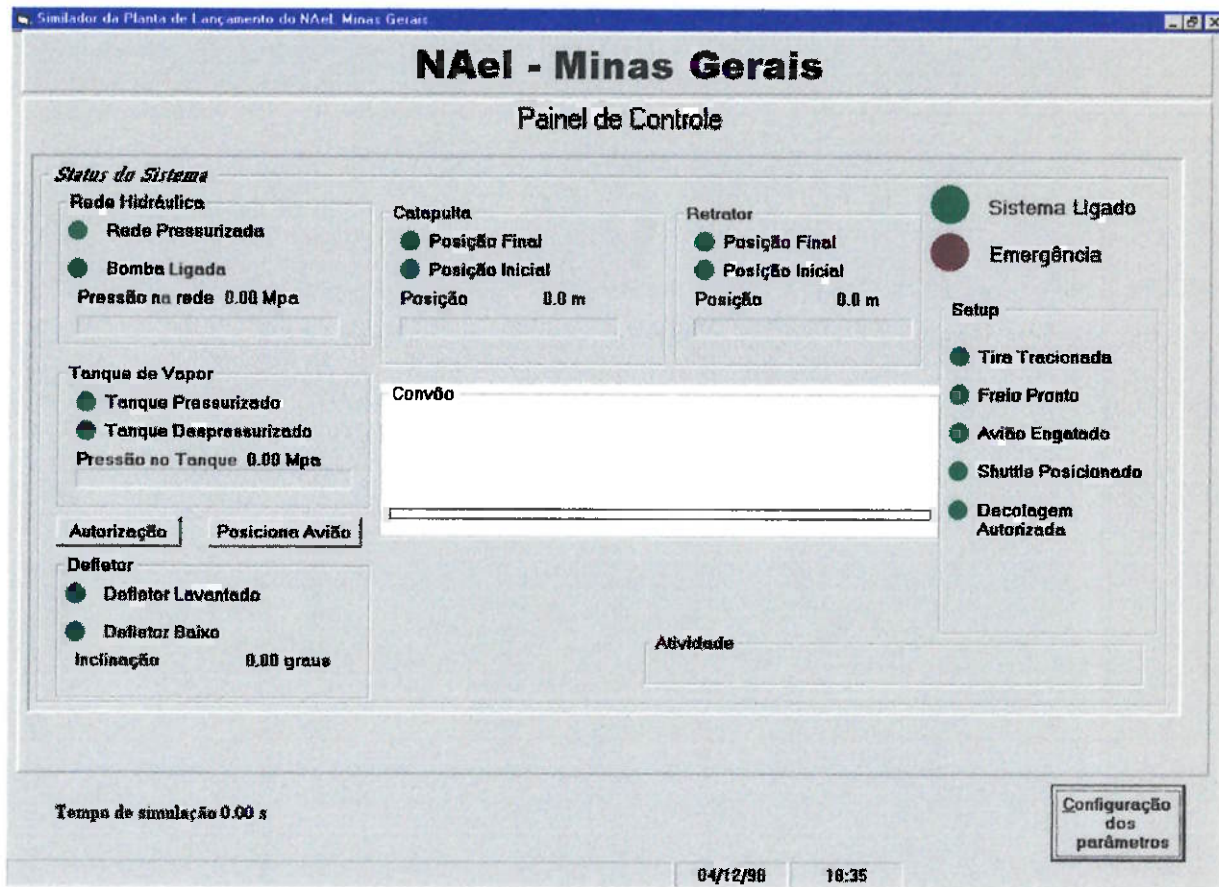 Similador da Planta de Lançamento do NAeL Minas Gerais
NAel - Minas Gerais
Painel de Controle
Status do Sistema
Rede Hidráulica
Rede Pressurizada
Bomba Ligada
Pressão na rede 0.00 Mpa
Catapulta
Posição Final
Posição Inicial
Posição 0.0 m
Retrator
Posição Final
Posição Inicial
Posição 0.0 m
Sistema Ligado
Emergência
Setup
Tira Tracionada
Freio Pronto
Avião Engatado
Shuttle Posicionado
Decolagem
Autorizada
Tanque de Vapor
Tanque Pressurizado
Tanque Despressurizado
Pressão no Tanque 0.00 Mpa
Convôo
Autorização
Posiciona Avião
Defletor
Defletor Levantado
Defletor Baixo
Inclinação 0.00 graus
Atividade
Tempo de simulação 0.00 s
Configuração
dos
parâmetros
04/12/98 18:35